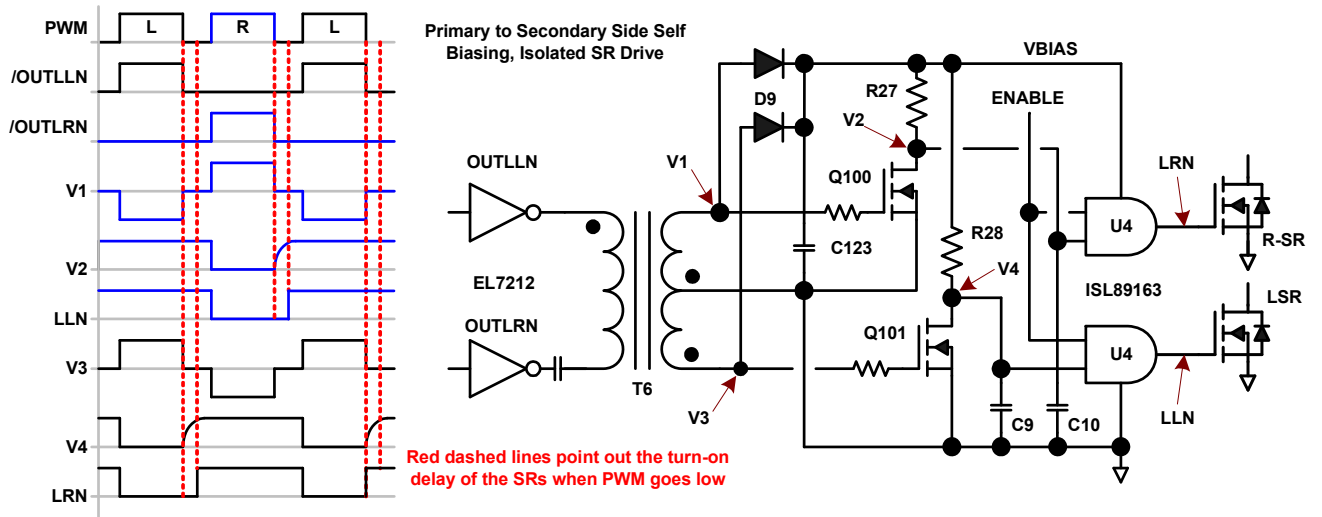 PWM
L
R
L
/OUTLLN
/OUTLRN
V1
V2
LLN
V3
V4
LRN
Primary to Secondary Side Self
Biasing, Isolated SR Drive
VBIAS
R27
D9
ENABLE
V2
V1
OUTLLN
Q100
LRN
U4
R-SR
C123
R28
EL7212
V4
ISL89163
LSR
OUTLRN
Q101
U4
T6
V3
C9
C10
LLN
Red dashed lines point out the turn-on
delay of the SRs when PWM goes low